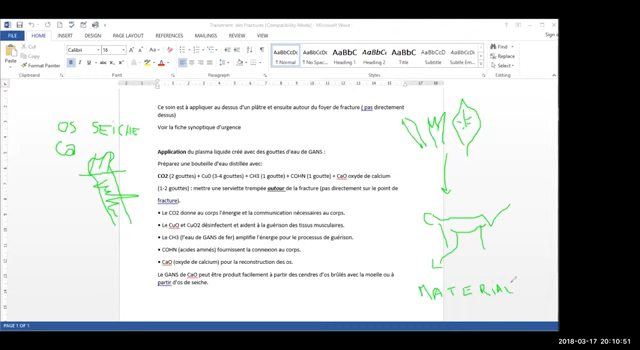 Traitement des Fractures [Compatibility Mode] - Microsoft Word
FILE HOME INSERT DESIGN PAGE LAYOUT REFERENCES MAILINGS REVIEW VIEW
Sign in
Paste
Cut
Copy
Format Painter
Clipboard
Calibri 18
Font
Paragraph
AaBbCcDc AaBbCcDc AaBbC AaBbCc AaBbC AaBbCcD
¶ Normal ¶ No Spac... Heading 1 Heading 2 Title Subtitle Subtle Em...
Styles
Find
Replace
Select
Editing
Ce soin est à appliquer au dessus d'un plâtre et ensuite autour du foyer de fracture ( pas directement
dessus)
Voir la fiche synoptique d'urgence
Application du plasma liquide créé avec des gouttes d'eau de GANS :
Préparez une bouteille d'eau distillée avec:
CO2 (2 gouttes) + CuO (3-4 gouttes) + CH3 (1 goutte) + COHN (1 goutte) + CaO oxyde de calcium
(1-2 gouttes) : mettre une serviette trempée autour de la fracture (pas directement sur le point de
fracture).
• Le CO2 donne au corps l'énergie et la communication nécessaires au corps.
• Le CuO et CuO2 désinfectent et aident à la guérison des tissus musculaires.
• Le CH3 (l'eau de GANS de fer) amplifie l'énergie pour le processus de guérison.
• COHN (acides amninés) fournissent la connexion au corps.
• CaO (oxyde de calcium) pour la reconstruction des os.
Le GANS de CaO peut être produit facilement à partir des cendres d'os brûlés avec la moelle ou à
partir d'os de seiche.
OS SEICHE
Ca
MATERIAL
PAGE 1 OF 1
2018-03-17 20:10:51